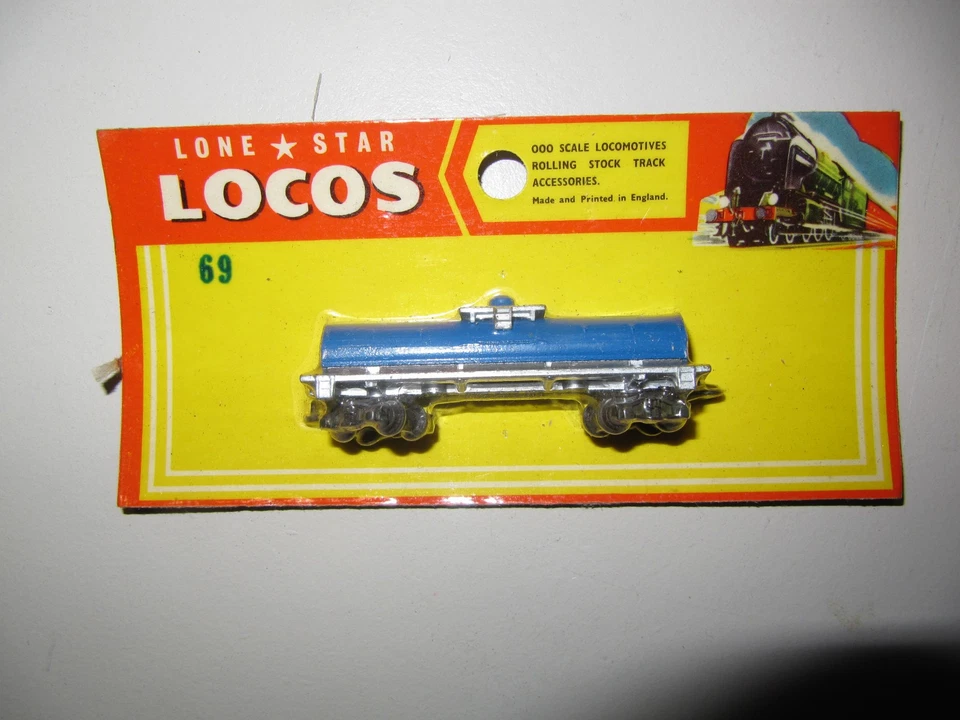 LONE ★ STAR
LOCOS
OOO SCALE LOCOMOTIVES
ROLLING STOCK TRACK
ACCESSORIES.
Made and Printed in England.
69